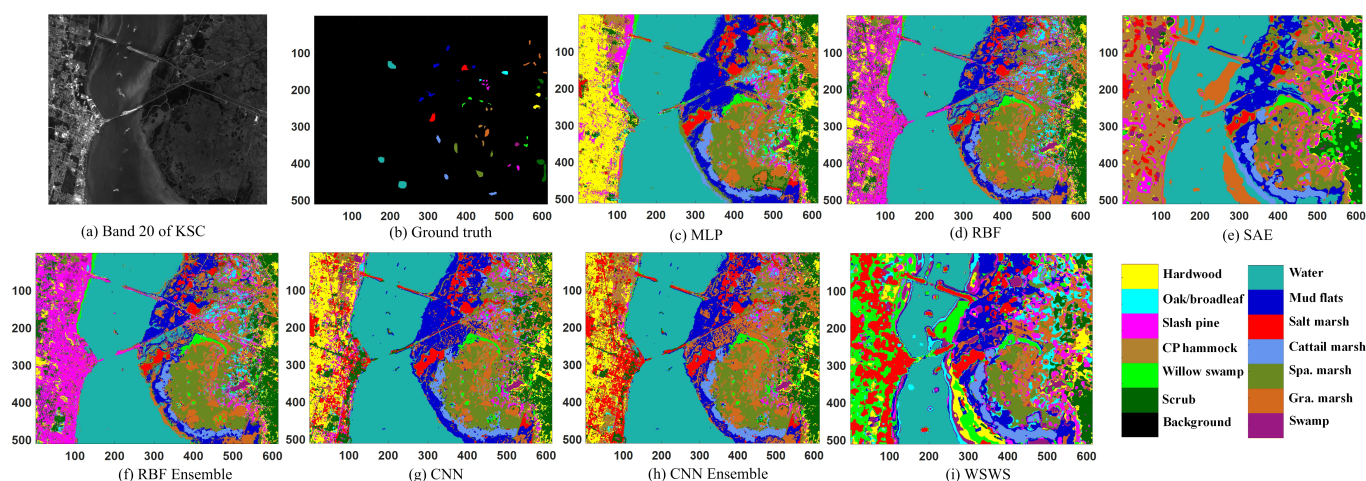 100
200
300
400
500
100 200 300 400 500 600
100
200
300
400
500
100 200 300 400 500 600
100
200
300
400
500
100 200 300 400 500 600
100
200
300
400
500
100 200 300 400 500 600
(a) Band 20 of KSC
(b) Ground truth
(c) MLP
(d) RBF
(e) SAE
100
200
300
400
500
100 200 300 400 500 600
100
200
300
400
500
100 200 300 400 500 600
100
200
300
400
500
100 200 300 400 500 600
100
200
300
400
500
100 200 300 400 500 600
(f) RBF Ensemble
(g) CNN
(h) CNN Ensemble
(i) WSWS
Hardwood
Oak/broadleaf
Slash pine
CP hammock
Willow swamp
Scrub
Background
Water
Mud flats
Salt marsh
Cattail marsh
Spa. marsh
Gra. marsh
Swamp